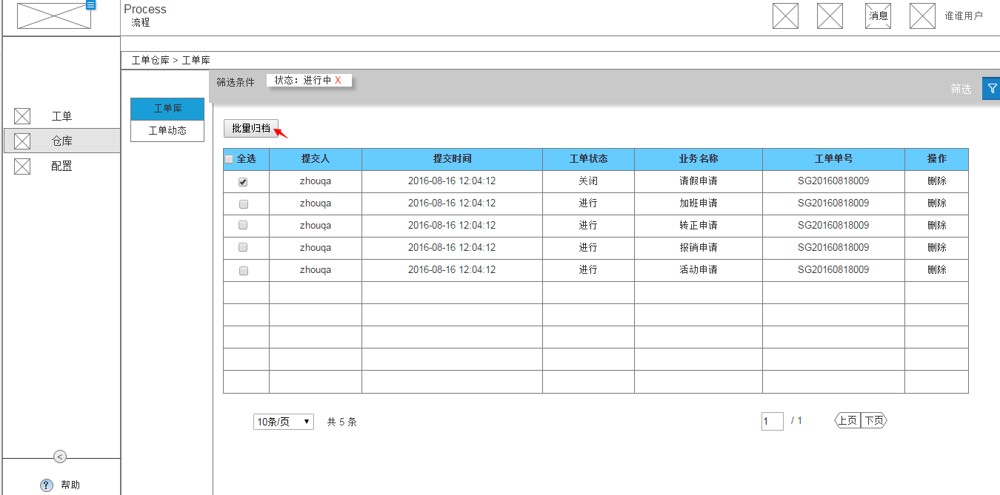 Process
流程
消息
谁谁用户
工单仓库 > 工单库
工单
仓库
配置
工单库
工单动态
筛选条件
状态: 进行中 X
筛选
批量归档
全选 提交人 提交时间 工单状态 业务名称 工单单号 操作
zhouqa 2016-08-16 12:04:12 关闭 请假申请 SG20160818009 删除
zhouqa 2016-08-16 12:04:12 进行 加班申请 SG20160818009 删除
zhouqa 2016-08-16 12:04:12 进行 转正申请 SG20160818009 删除
zhouqa 2016-08-16 12:04:12 进行 报销申请 SG20160818009 删除
zhouqa 2016-08-16 12:04:12 进行 活动申请 SG20160818009 删除
10条/页 共 5 条 1 / 1 上页 下页
<
? 帮助